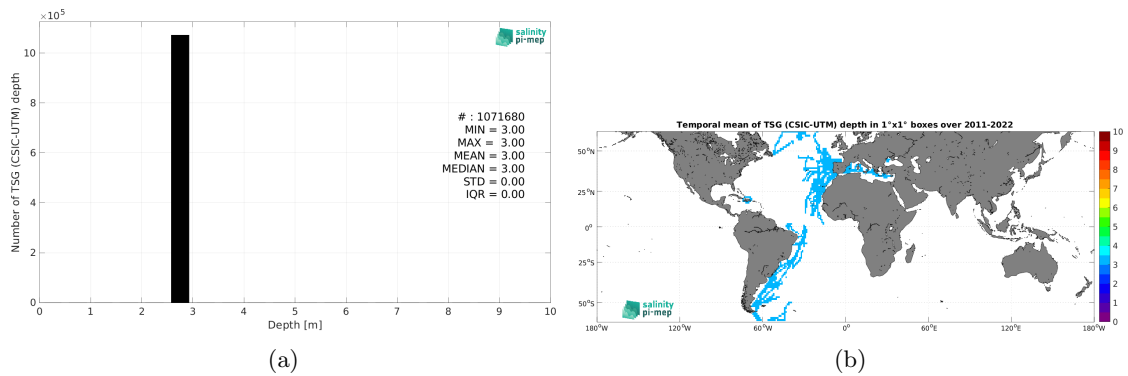 ×10⁵
10
8
6
4
2
0
Number of TSG (CSIC-UTM) depth
0 1 2 3 4 5 6 7 8 9 10
Depth [m]
salinity
pi-mep
# : 1071680
MIN = 3.00
MAX = 3.00
MEAN = 3.00
MEDIAN = 3.00
STD = 0.00
IQR = 0.00
(a)
Temporal mean of TSG (CSIC-UTM) depth in 1°x1° boxes over 2011-2022
50°N
25°N
0°
25°S
50°S
180°W 120°W 60°W 0° 60°E 120°E 180°E
salinity
pi-mep
10
9
8
7
6
5
4
3
2
1
0
(b)